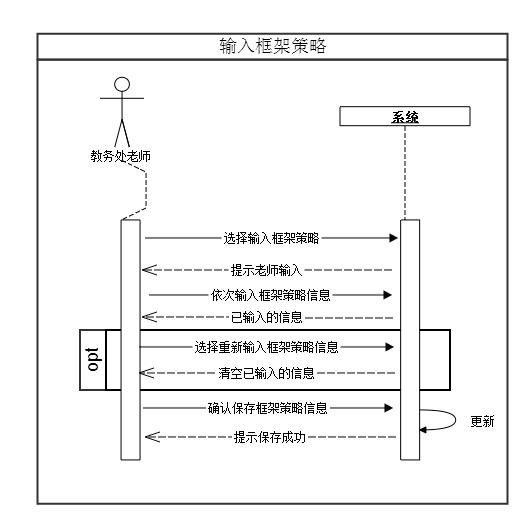 输入框架策略
系统
教务处老师
选择输入框架策略
提示老师输入
依次输入框架策略信息
已输入的信息
opt
选择重新输入框架策略信息
清空已输入的信息
确认保存框架策略信息
更新
提示保存成功